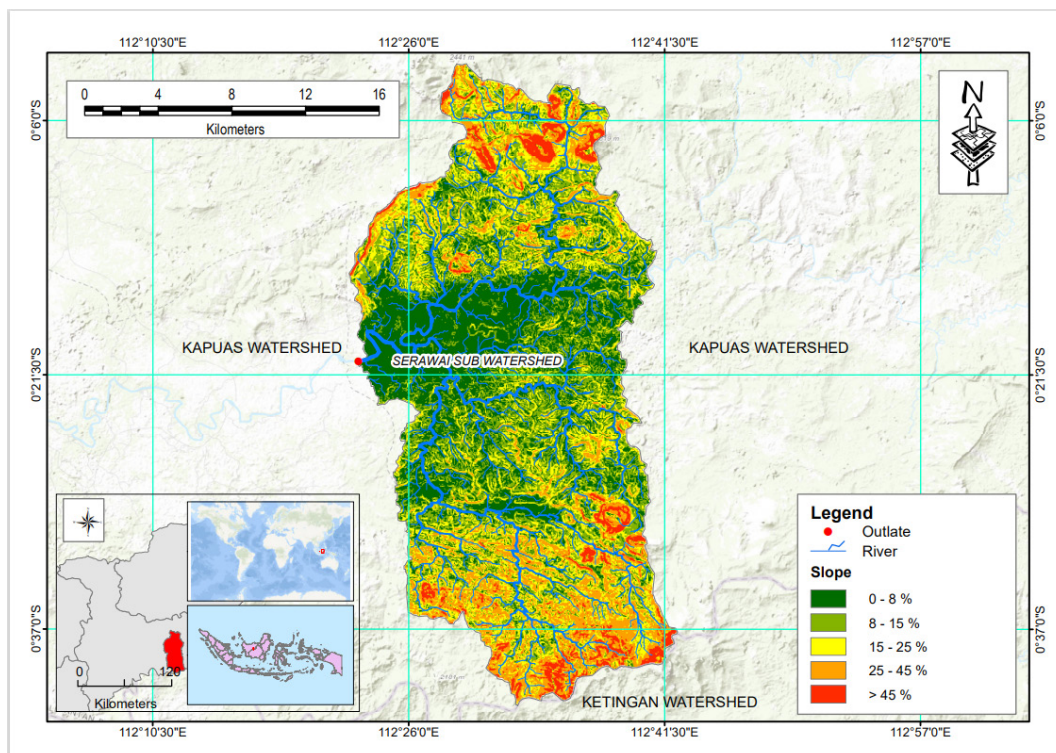 112°10'30"E 112°26'0"E 112°41'30"E 112°57'0"E
0 4 8 12 16
Kilometers
N
2441 m
0°6'0"S 0°6'0"S
KAPUAS WATERSHED SERAWAI SUB WATERSHED KAPUAS WATERSHED
0°21'30"S 0°21'30"S
0°37'0"S 0°37'0"S
KETINGAN WATERSHED
0 120
Kilometers
Legend
Outlate
River
Slope
0 - 8 %
8 - 15 %
15 - 25 %
25 - 45 %
> 45 %
112°10'30"E 112°26'0"E 112°41'30"E 112°57'0"E